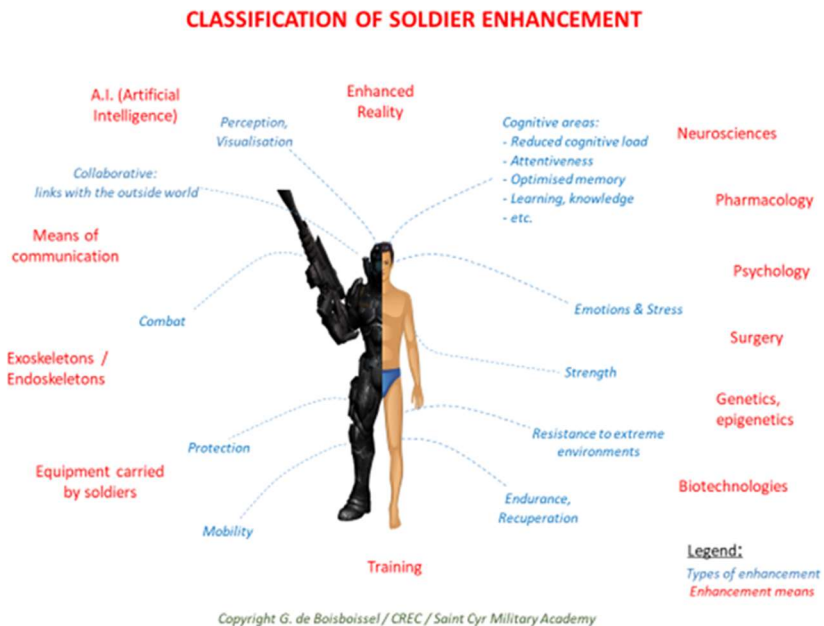 CLASSIFICATION OF SOLDIER ENHANCEMENT
A.I. (Artificial
Intelligence)
Enhanced
Reality
Perception,
Visualisation
Cognitive areas:
- Reduced cognitive load
- Attentiveness
- Optimised memory
- Learning, knowledge
- etc.
Neurosciences
Collaborative:
links with the outside world
Pharmacology
Means of
communication
Psychology
Combat
Emotions & Stress
Surgery
Exoskeletons /
Endoskeletons
Strength
Genetics,
epigenetics
Protection
Resistance to extreme
environments
Equipment carried
by soldiers
Biotechnologies
Mobility
Endurance,
Recuperation
Training
Legend:
Types of enhancement
Enhancement means
Copyright G. de Boisboissel / CREC / Saint Cyr Military Academy